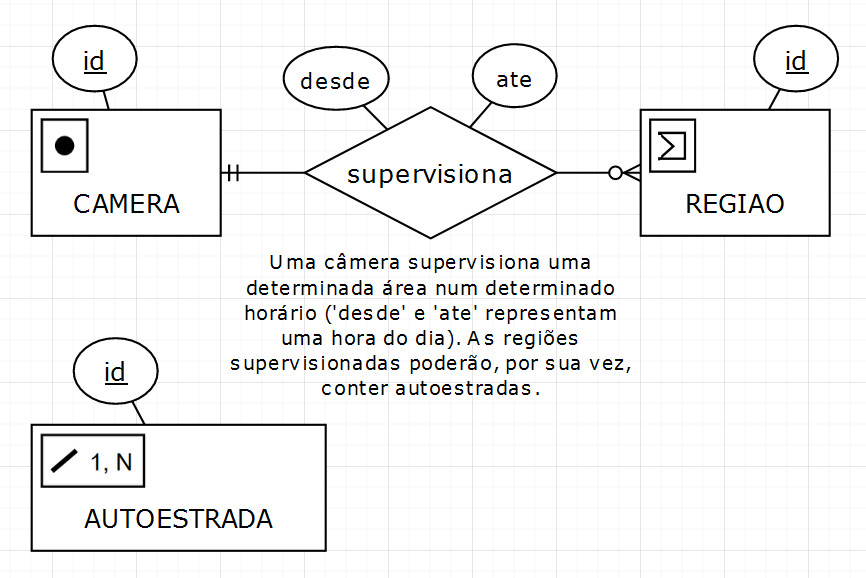 id
desde
ate
id
supervisiona
CAMERA
REGIAO
Uma câmera supervisiona uma
determinada área num determinado
horário ('desde' e 'ate' representam
uma hora do dia). As regiões
supervisionadas poderão, por sua vez,
conter autoestradas.
id
1, N
AUTOESTRADA